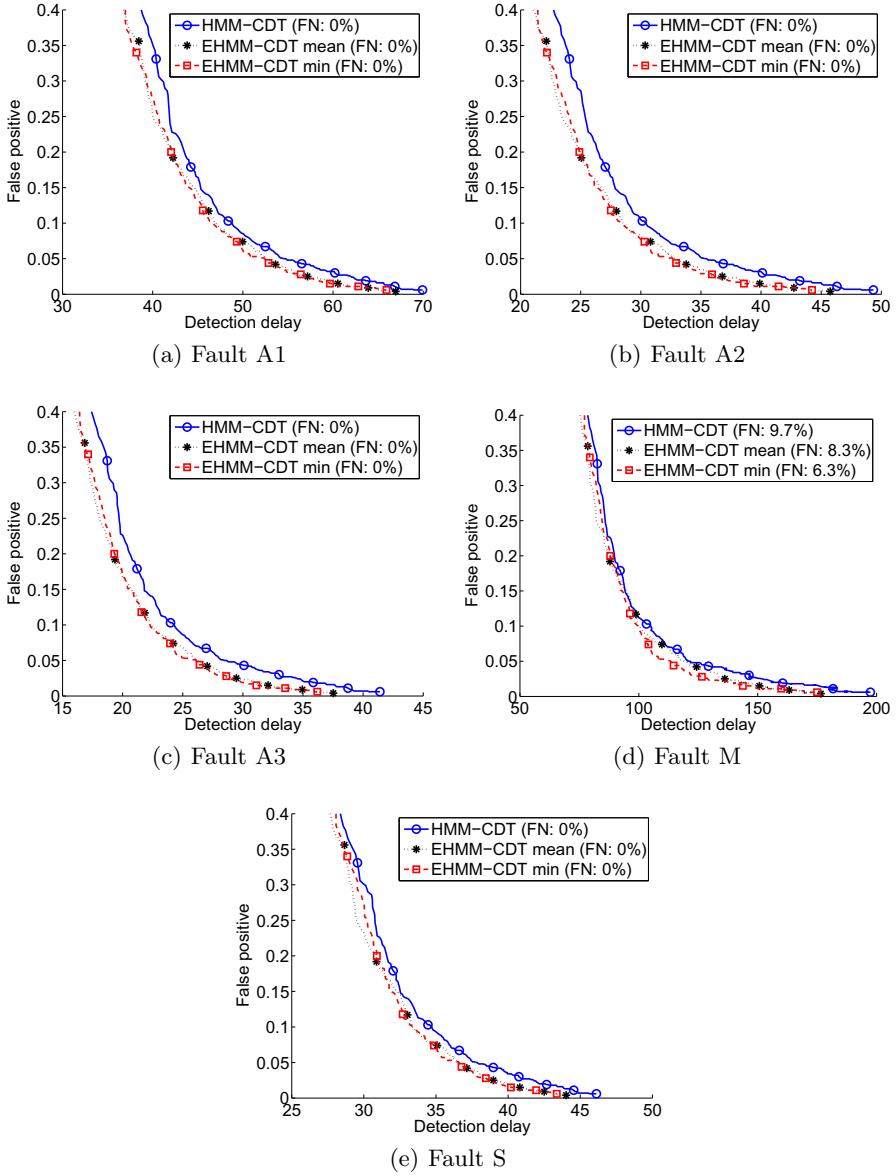 0.4
0.35
0.3
0.25
0.2
0.15
0.1
0.05
0
False positive
HMM−CDT (FN: 0%)
EHMM−CDT mean (FN: 0%)
EHMM−CDT min (FN: 0%)
30 40 50 60 70
Detection delay
(a) Fault A1
0.4
0.35
0.3
0.25
0.2
0.15
0.1
0.05
0
False positive
HMM−CDT (FN: 0%)
EHMM−CDT mean (FN: 0%)
EHMM−CDT min (FN: 0%)
20 25 30 35 40 45 50
Detection delay
(b) Fault A2
0.4
0.35
0.3
0.25
0.2
0.15
0.1
0.05
0
False positive
HMM−CDT (FN: 0%)
EHMM−CDT mean (FN: 0%)
EHMM−CDT min (FN: 0%)
15 20 25 30 35 40 45
Detection delay
(c) Fault A3
0.4
0.35
0.3
0.25
0.2
0.15
0.1
0.05
0
False positive
HMM−CDT (FN: 9.7%)
EHMM−CDT mean (FN: 8.3%)
EHMM−CDT min (FN: 6.3%)
50 100 150 200
Detection delay
(d) Fault M
0.4
0.35
0.3
0.25
0.2
0.15
0.1
0.05
0
False positive
HMM−CDT (FN: 0%)
EHMM−CDT mean (FN: 0%)
EHMM−CDT min (FN: 0%)
25 30 35 40 45 50
Detection delay
(e) Fault S